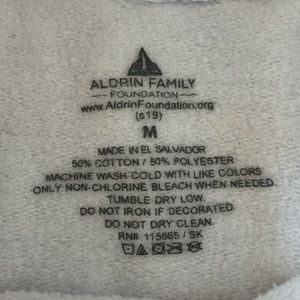 ALDRIN FAMILY
FOUNDATION
www.AldrinFoundation.org
(s19)
M
MADE IN EL SALVADOR
50% COTTON / 50% POLYESTER
MACHINE WASH COLD WITH LIKE COLORS
ONLY NON-CHLORINE BLEACH WHEN NEEDED.
TUMBLE DRY LOW.
DO NOT IRON IF DECORATED.
DO NOT DRY CLEAN.
RN# 115665 / SK